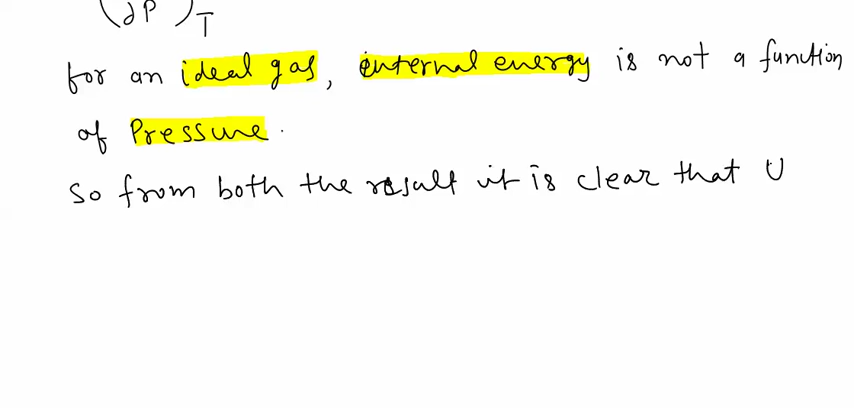 (∂P)T
for an ideal gas, internal energy is not a function
of Pressure.
So from both the result it is clear that U